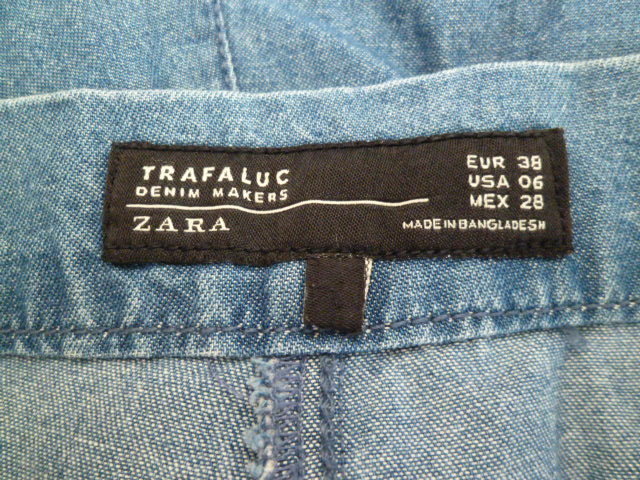 TRAFALUC
DENIM MAKERS
ZARA
EUR 38
USA 06
MEX 28
MADE IN BANGLADESH